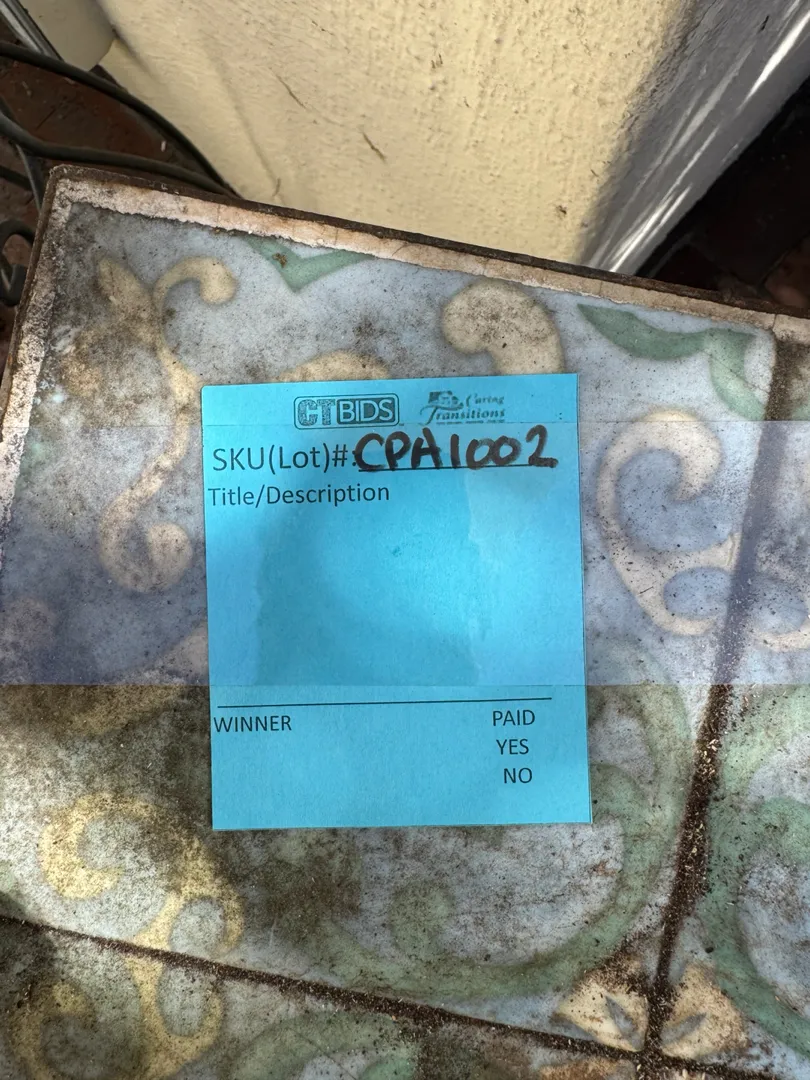 CTBIDS
Caring
Transitions
SKU(Lot)#: CPA1002
Title/Description
WINNER
PAID
YES
NO